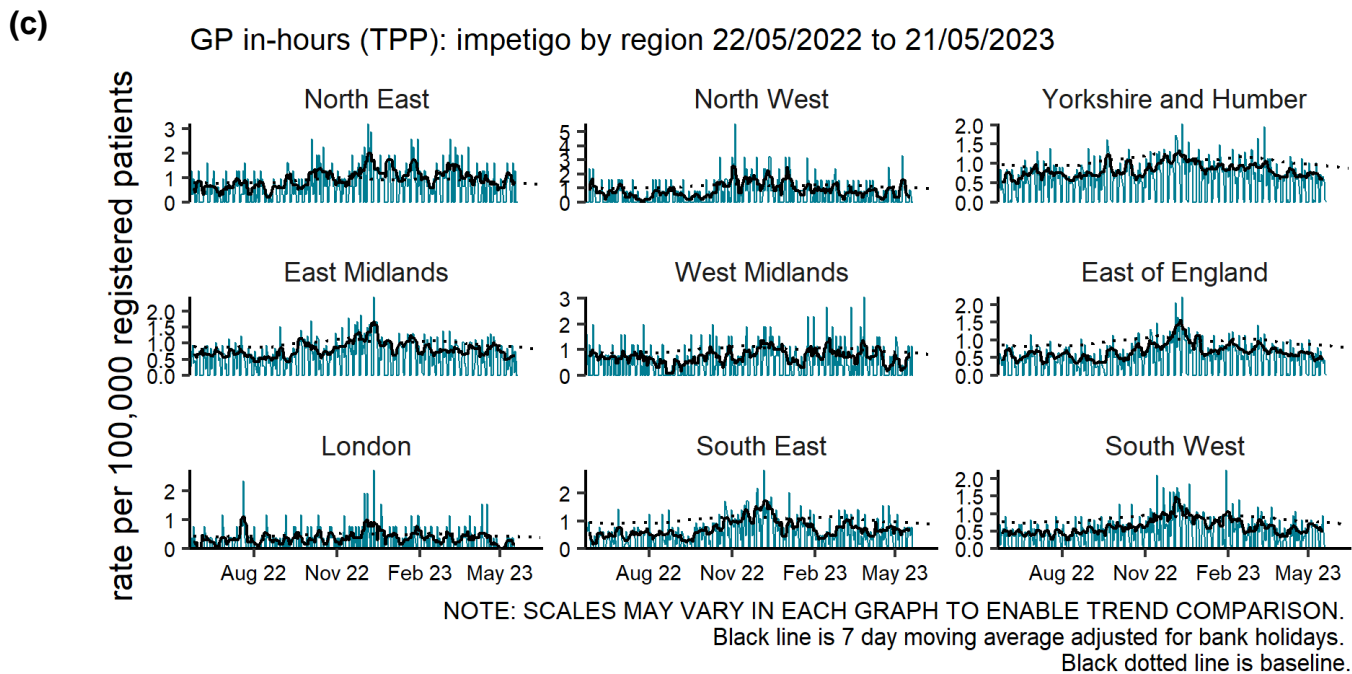 (c)
GP in-hours (TPP): impetigo by region 22/05/2022 to 21/05/2023
rate per 100,000 registered patients
North East
3
2
1
0
North West
5
4
3
2
1
0
Yorkshire and Humber
2.0
1.5
1.0
0.5
0.0
East Midlands
2.0
1.5
1.0
0.5
0.0
West Midlands
3
2
1
0
East of England
2.0
1.5
1.0
0.5
0.0
London
2
1
0
South East
2
1
0
South West
2.0
1.5
1.0
0.5
0.0
Aug 22 Nov 22 Feb 23 May 23
Aug 22 Nov 22 Feb 23 May 23
Aug 22 Nov 22 Feb 23 May 23
NOTE: SCALES MAY VARY IN EACH GRAPH TO ENABLE TREND COMPARISON.
Black line is 7 day moving average adjusted for bank holidays.
Black dotted line is baseline.